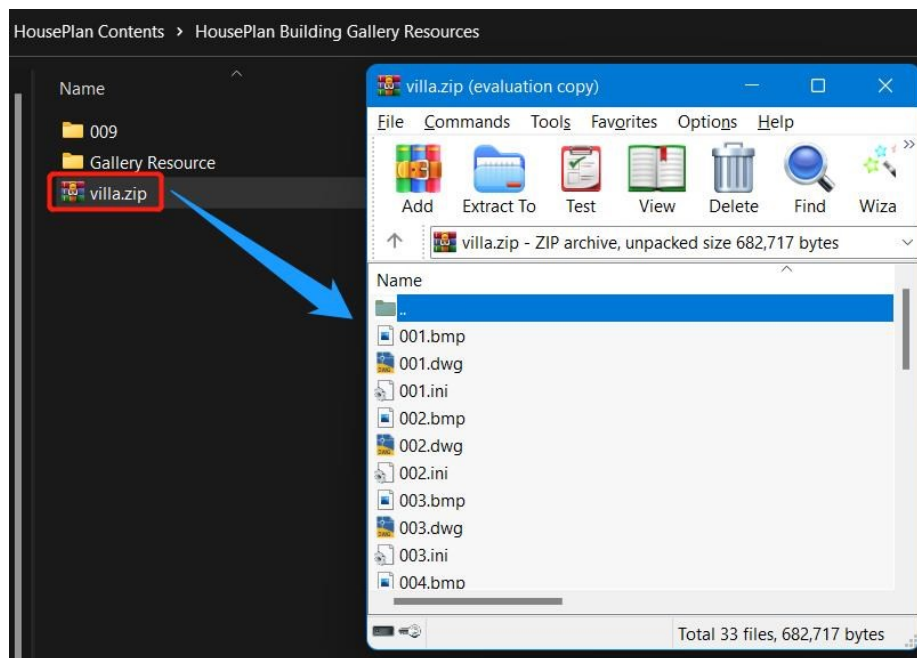 HousePlan Contents > HousePlan Building Gallery Resources
Name
009
Gallery Resource
villa.zip
villa.zip (evaluation copy)
File Commands Tools Favorites Options Help
Add Extract To Test View Delete Find Wiza
villa.zip - ZIP archive, unpacked size 682,717 bytes
Name
..
001.bmp
001.dwg
001.ini
002.bmp
002.dwg
002.ini
003.bmp
003.dwg
003.ini
004.bmp
Total 33 files, 682,717 bytes